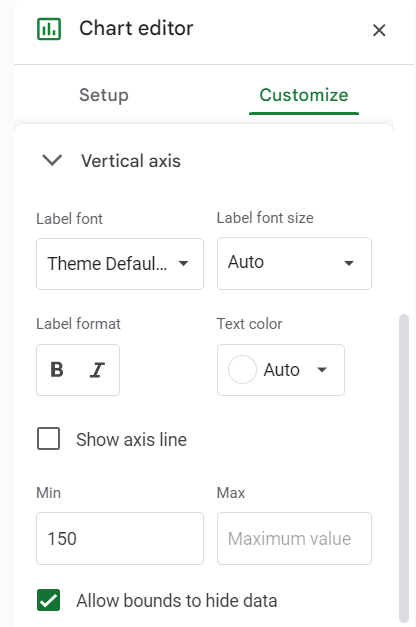 Chart editor
Setup Customize
Vertical axis
Label font Label font size
Theme Defaul... Auto
Label format Text color
B I Auto
Show axis line
Min Max
150 Maximum value
Allow bounds to hide data